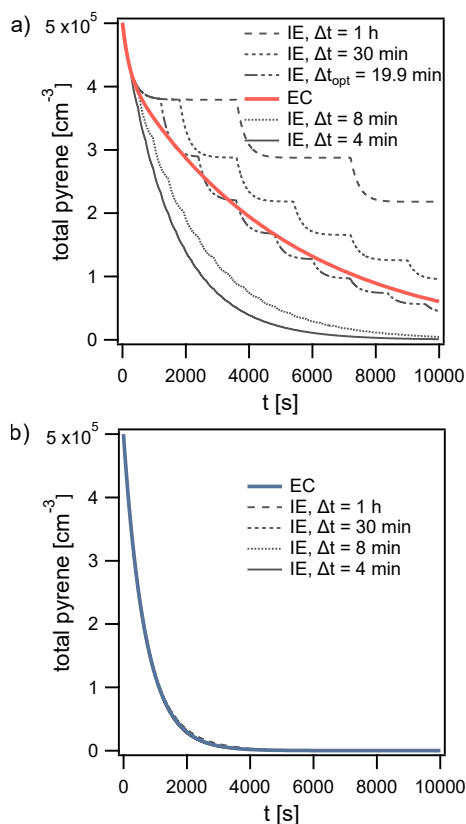 a)
5 x10⁵
4
3
2
1
0
total pyrene [cm⁻³]
IE, Δt = 1 h
IE, Δt = 30 min
IE, Δt_opt = 19.9 min
EC
IE, Δt = 8 min
IE, Δt = 4 min
0 2000 4000 6000 8000 10000
t [s]
b)
5 x10⁵
4
3
2
1
0
total pyrene [cm⁻³]
EC
IE, Δt = 1 h
IE, Δt = 30 min
IE, Δt = 8 min
IE, Δt = 4 min
0 2000 4000 6000 8000 10000
t [s]